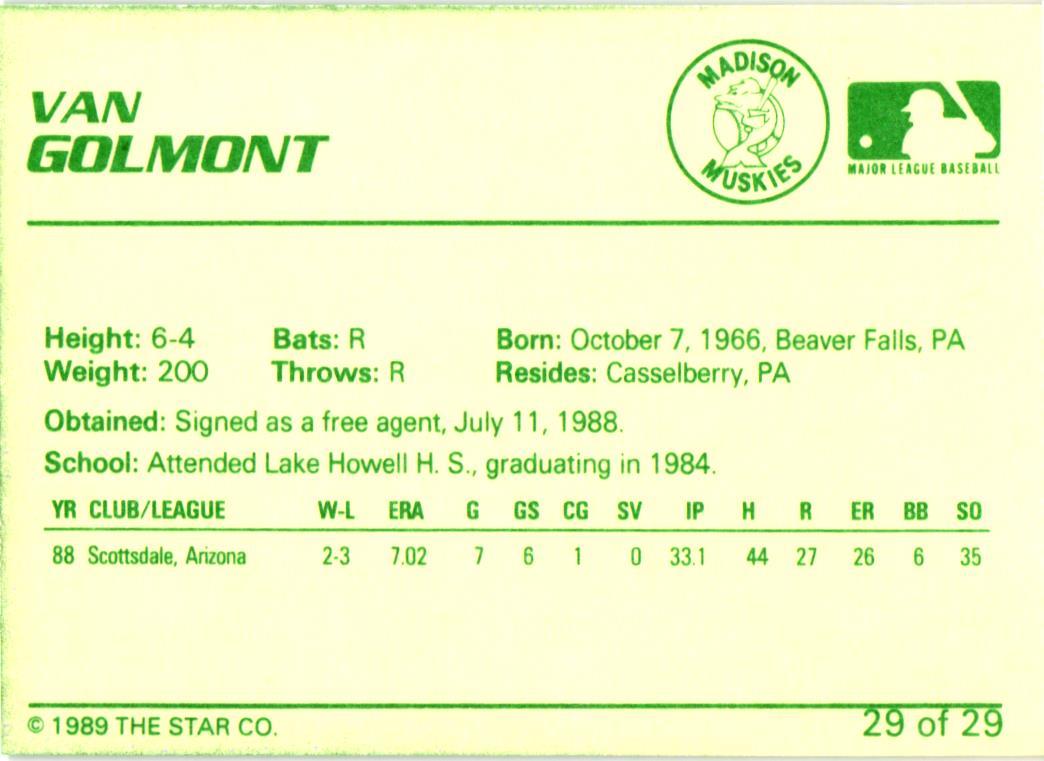 VAN
GOLMONT
MADISON
MUSKIES
MAJOR LEAGUE BASEBALL
Height: 6-4 Bats: R Born: October 7, 1966, Beaver Falls, PA
Weight: 200 Throws: R Resides: Casselberry, PA
Obtained: Signed as a free agent, July 11, 1988.
School: Attended Lake Howell H. S., graduating in 1984.
YR CLUB/LEAGUE W-L ERA G GS CG SV IP H R ER BB SO
88 Scottsdale, Arizona 2-3 7.02 7 6 1 0 33.1 44 27 26 6 35
© 1989 THE STAR CO. 29 of 29